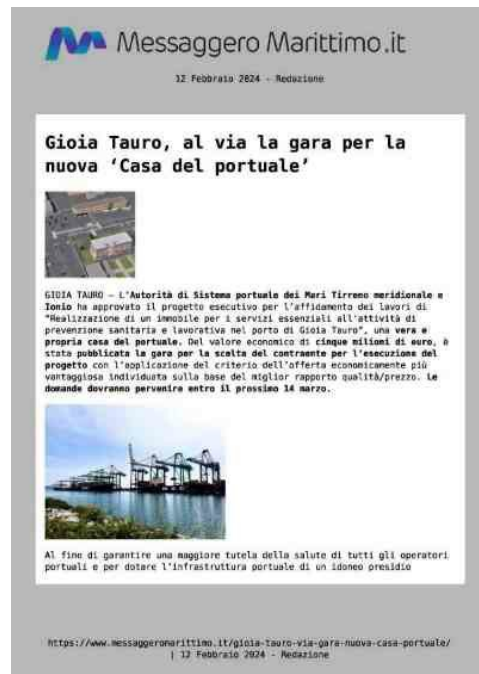 Messaggero Marittimo.it
12 Febbraio 2024 - Redazione
Gioia Tauro, al via la gara per la
nuova ‘Casa del portuale’
GIOIA TAURO – L’Autorità di Sistema portuale dei Mari Tirreno meridionale e
Ionio ha approvato il progetto esecutivo per l’affidamento dei lavori di
“Realizzazione di un immobile per i servizi essenziali all’attività di
prevenzione sanitaria e lavorativa nel porto di Gioia Tauro”, una vera e
propria casa del portuale. Del valore economico di cinque milioni di euro, è
stata pubblicata la gara per la scelta del contraente per l’esecuzione del
progetto con l’applicazione del criterio dell’offerta economicamente più
vantaggiosa individuata sulla base del miglior rapporto qualità/prezzo. Le
domande dovranno pervenire entro il prossimo 14 marzo.
Al fine di garantire una maggiore tutela della salute di tutti gli operatori
portuali e per dotare l’infrastruttura portuale di un idoneo presidio
https://www.messaggeromarittimo.it/gioia-tauro-via-gara-nuova-casa-portuale/
| 12 Febbraio 2024 - Redazione